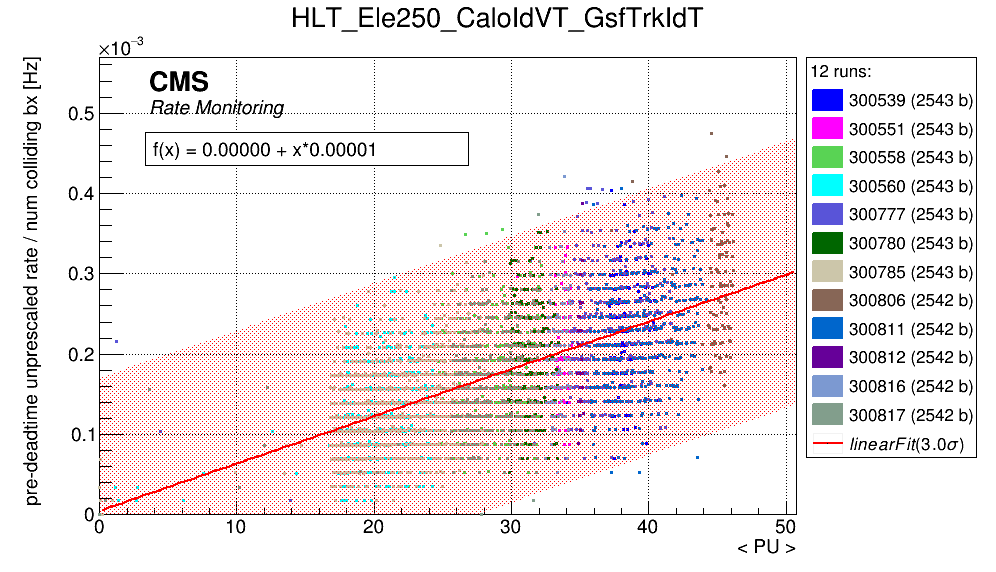 HLT_Ele250_CaloIdVT_GsfTrkIdT
×10⁻³
pre-deadtime unprescaled rate / num colliding bx [Hz]
CMS
Rate Monitoring
f(x) = 0.00000 + x*0.00001
0.5
0.4
0.3
0.2
0.1
0
0 10 20 30 40 50
< PU >
12 runs:
300539 (2543 b)
300551 (2543 b)
300558 (2543 b)
300560 (2543 b)
300777 (2543 b)
300780 (2543 b)
300785 (2543 b)
300806 (2542 b)
300811 (2542 b)
300812 (2542 b)
300816 (2542 b)
300817 (2542 b)
linearFit(3.0σ)